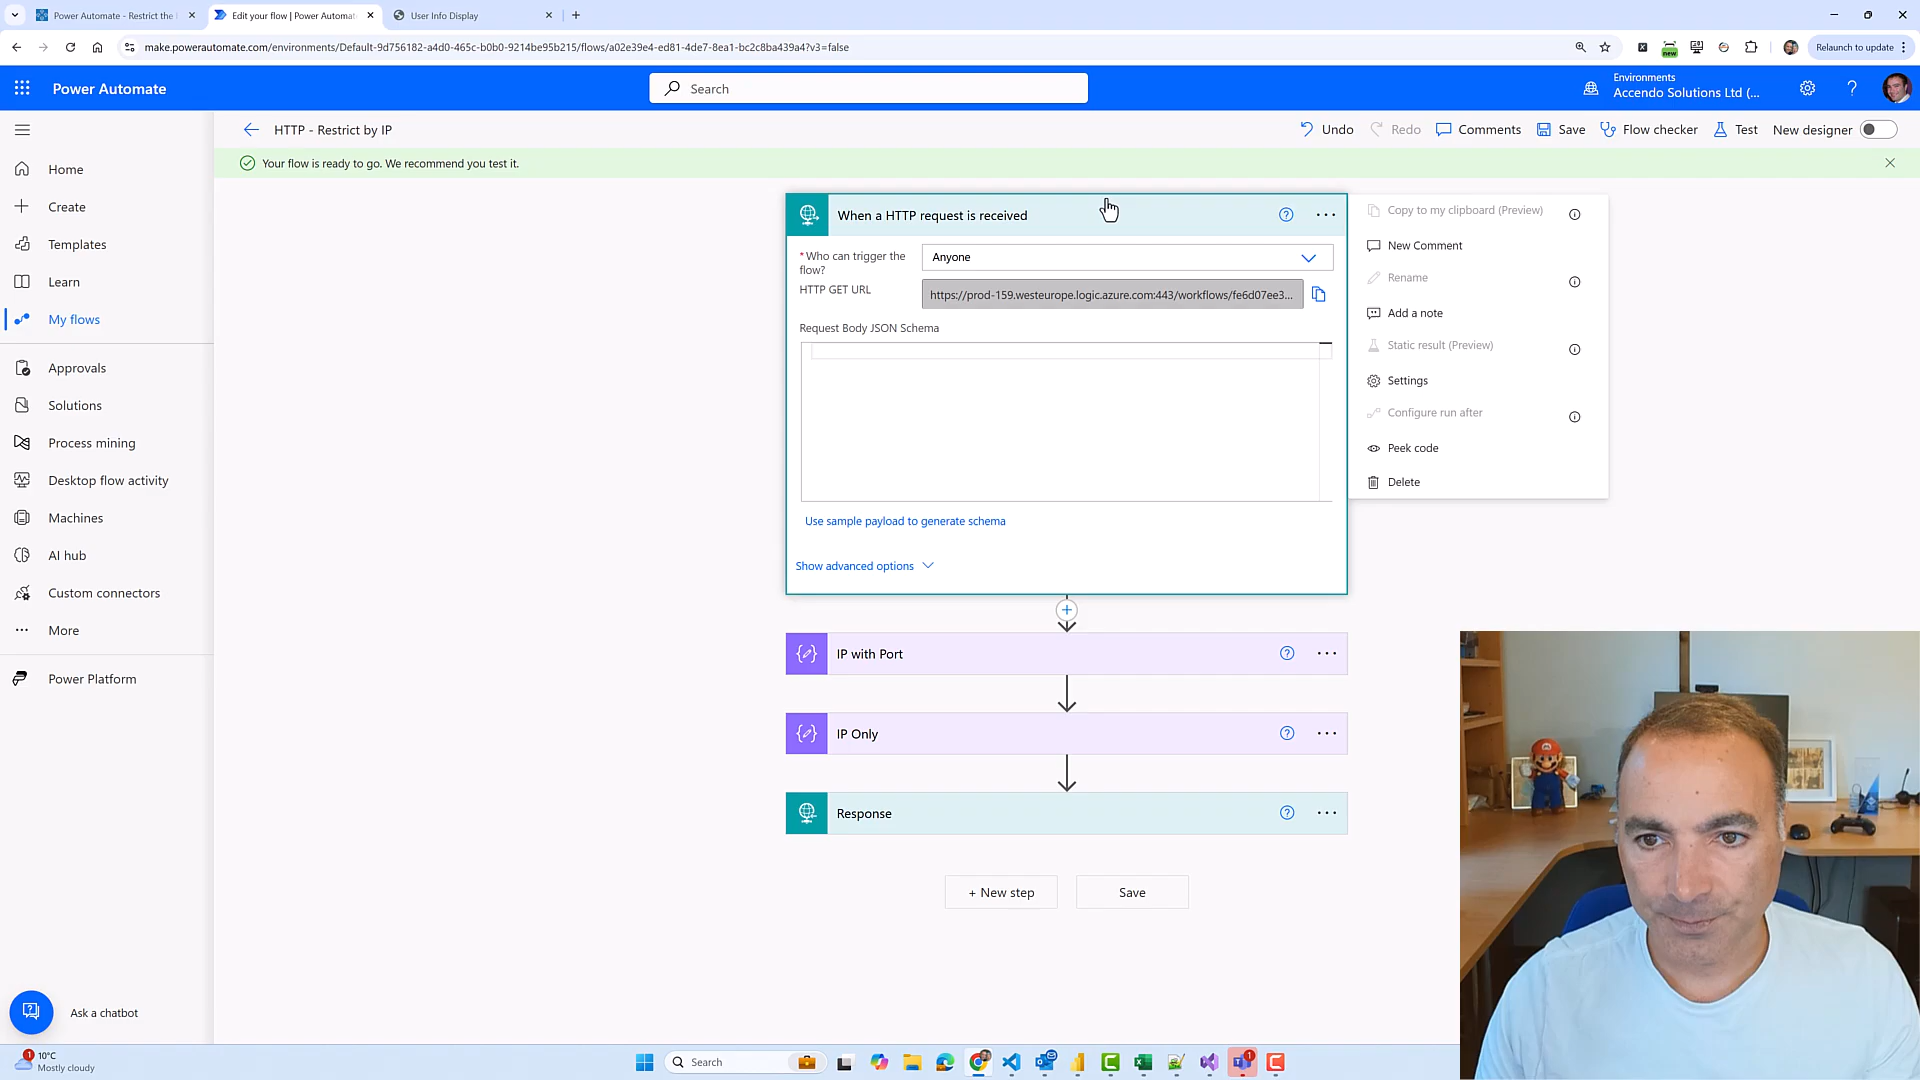 Power Automate - Restrict the
Edit your flow | Power Automate
User Info Display
make.powerautomate.com/environments/Default-9d756182-a4d0-465c-b0b0-9214be95b215/flows/a02e39e4-ed81-4de7-8ea1-bc2c8ba439a4?v3=false
new
Relaunch to update
Power Automate
Search
Environments
Accendo Solutions Ltd (...
HTTP - Restrict by IP
Undo
Redo
Comments
Save
Flow checker
Test
New designer
Your flow is ready to go. We recommend you test it.
Home
Create
Templates
Learn
My flows
Approvals
Solutions
Process mining
Desktop flow activity
Machines
AI hub
Custom connectors
More
Power Platform
Ask a chatbot
When a HTTP request is received
* Who can trigger the flow?
Anyone
HTTP GET URL
https://prod-159.westeurope.logic.azure.com:443/workflows/fe6d07ee3...
Request Body JSON Schema
Use sample payload to generate schema
Show advanced options
Copy to my clipboard (Preview)
New Comment
Rename
Add a note
Static result (Preview)
Settings
Configure run after
Peek code
Delete
IP with Port
IP Only
Response
+ New step
Save
1
10°C
Mostly cloudy
Search
1